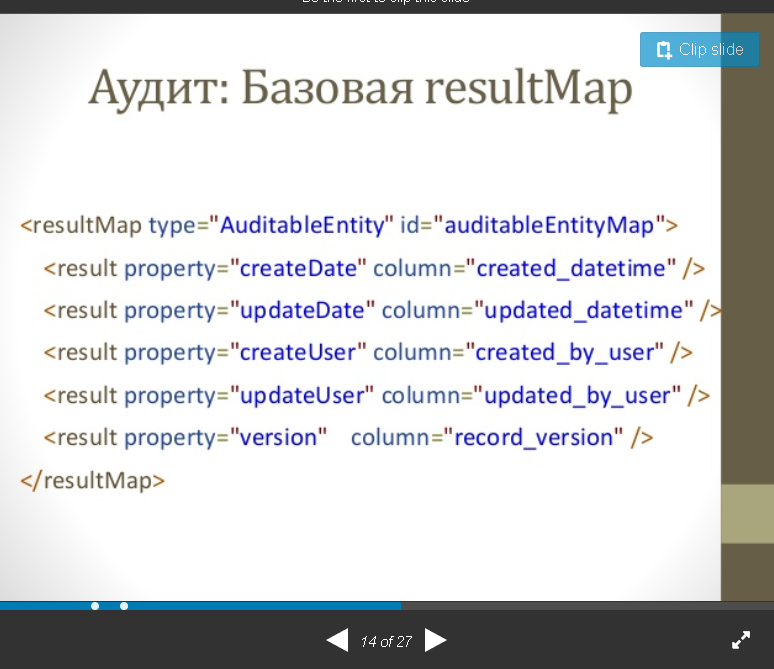 Be the first to clip this slide
Clip slide
Аудит: Базовая resultMap
<resultMap type="AuditableEntity" id="auditableEntityMap">
<result property="createDate" column="created_datetime" />
<result property="updateDate" column="updated_datetime" />
<result property="createUser" column="created_by_user" />
<result property="updateUser" column="updated_by_user" />
<result property="version" column="record_version" />
</resultMap>
14 of 27